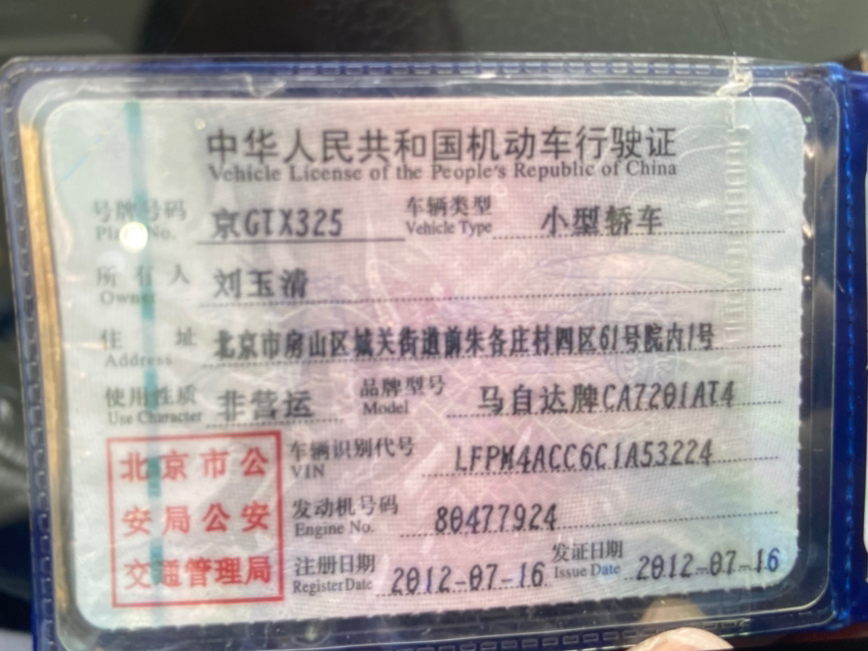 中华人民共和国机动车行驶证
Vehicle License of the People's Republic of China
号牌号码 京GTX325 车辆类型 小型轿车
Plate No. Vehicle Type
所有人 刘玉清
Owner
住址 北京市房山区城关街道前朱各庄村四区61号院内1号
Address
使用性质 非营运 品牌型号 马自达牌CA7201AT4
Use Character Model
车辆识别代号 LFPM4ACC6C1A53224
VIN
发动机号码 80477924
Engine No.
注册日期 2012-07-16 发证日期 2012-07-16
Register Date Issue Date
北京市公
安局公安
交通管理局